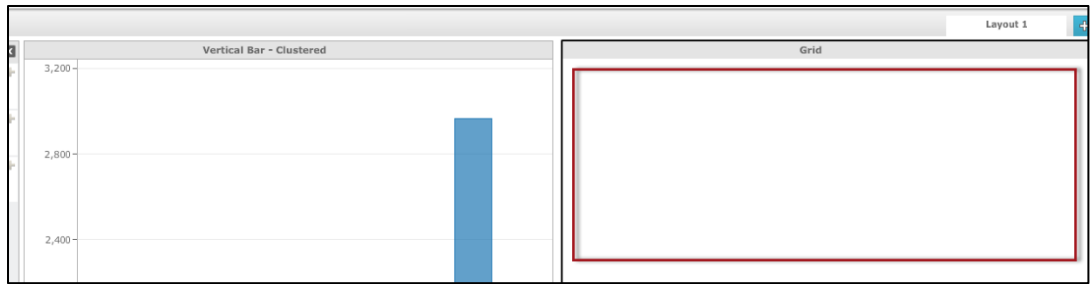 Layout 1
+
Vertical Bar - Clustered
Grid
3,200
2,800
2,400